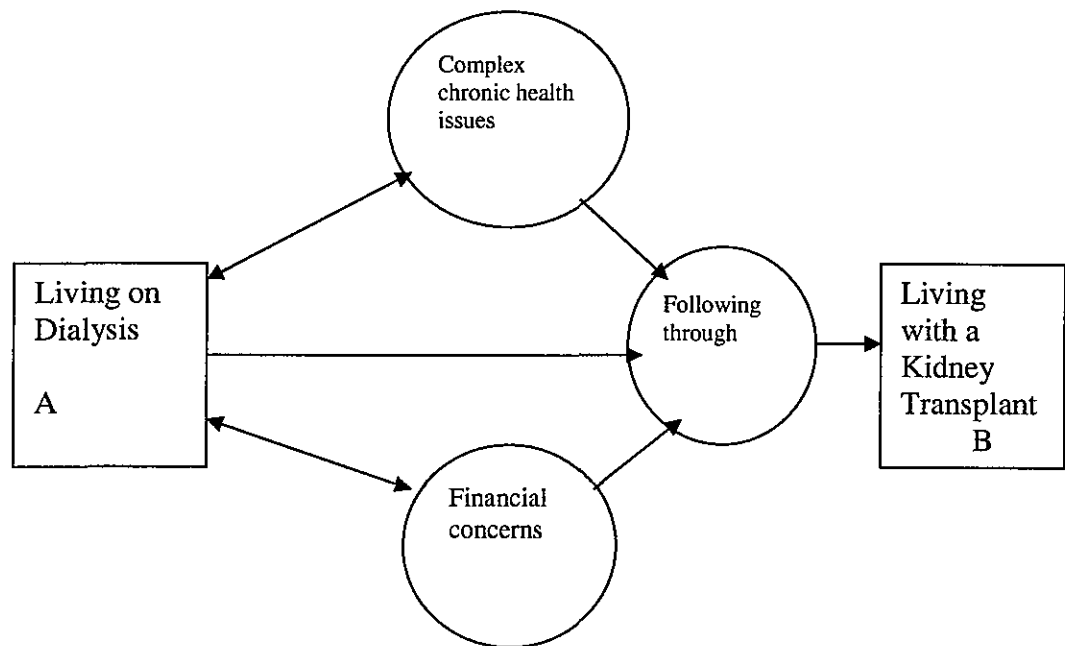 Complex
chronic health
issues
Living on
Dialysis
A
Following
through
Living
with a
Kidney
Transplant
B
Financial
concerns